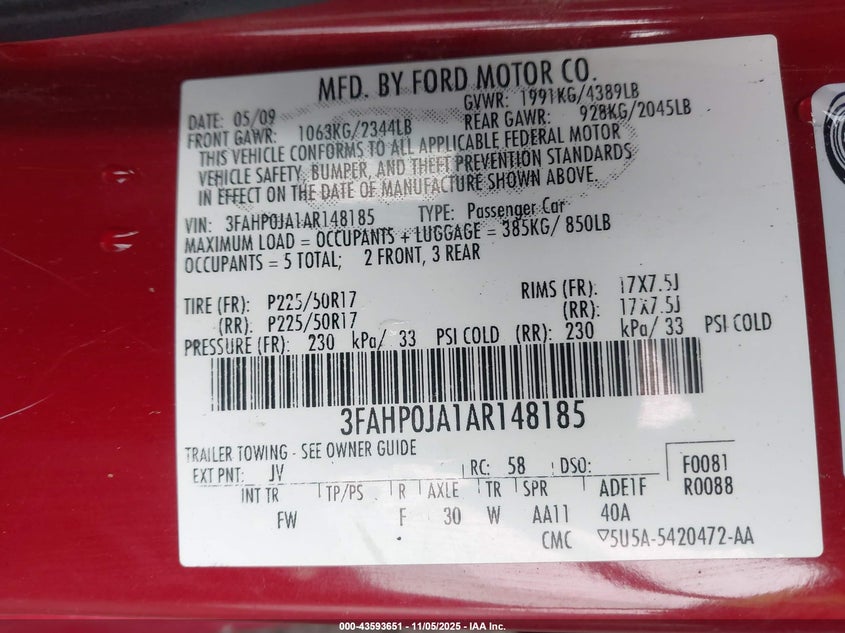 MFD. BY FORD MOTOR CO.
DATE: 05/09 GVWR: 1991KG/4389LB
FRONT GAWR: 1063KG/2344LB REAR GAWR: 928KG/2045LB
THIS VEHICLE CONFORMS TO ALL APPLICABLE FEDERAL MOTOR
VEHICLE SAFETY, BUMPER, AND THEFT PREVENTION STANDARDS
IN EFFECT ON THE DATE OF MANUFACTURE SHOWN ABOVE.
VIN: 3FAHP0JA1AR148185 TYPE: Passenger Car
MAXIMUM LOAD = OCCUPANTS + LUGGAGE = 385KG/ 850LB
OCCUPANTS = 5 TOTAL; 2 FRONT, 3 REAR
TIRE (FR): P225/50R17 RIMS (FR): 17X7.5J
(RR): P225/50R17 (RR): 17X7.5J
PRESSURE (FR): 230 kPa/ 33 PSI COLD (RR): 230 kPa/ 33 PSI COLD
3FAHP0JA1AR148185
TRAILER TOWING - SEE OWNER GUIDE
EXT PNT: JV RC: 58 DSO: F0081
INT TR TP/PS R AXLE TR SPR ADE1F R0088
FW F 30 W AA11 40A
CMC ▽5U5A-5420472-AA
000-43593651 - 11/05/2025 - IAA Inc.